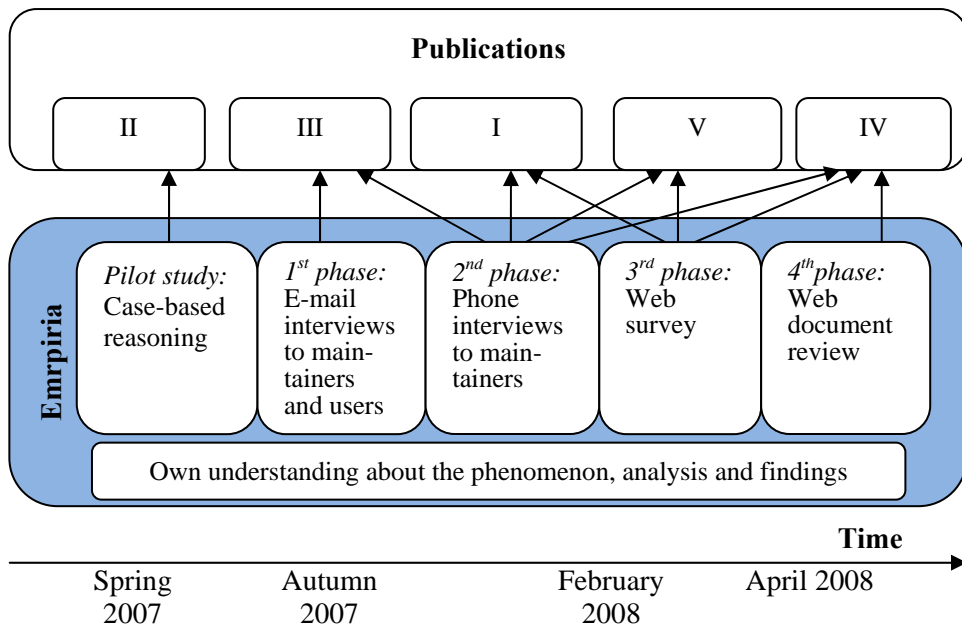 Publications
II
III
I
V
IV
Emrpiria
Pilot study:
Case-based
reasoning
1st phase:
E-mail
interviews
to main-
tainers
and users
2nd phase:
Phone
interviews
to main-
tainers
3rd phase:
Web
survey
4th phase:
Web
document
review
Own understanding about the phenomenon, analysis and findings
Time
Spring
2007
Autumn
2007
February
2008
April 2008